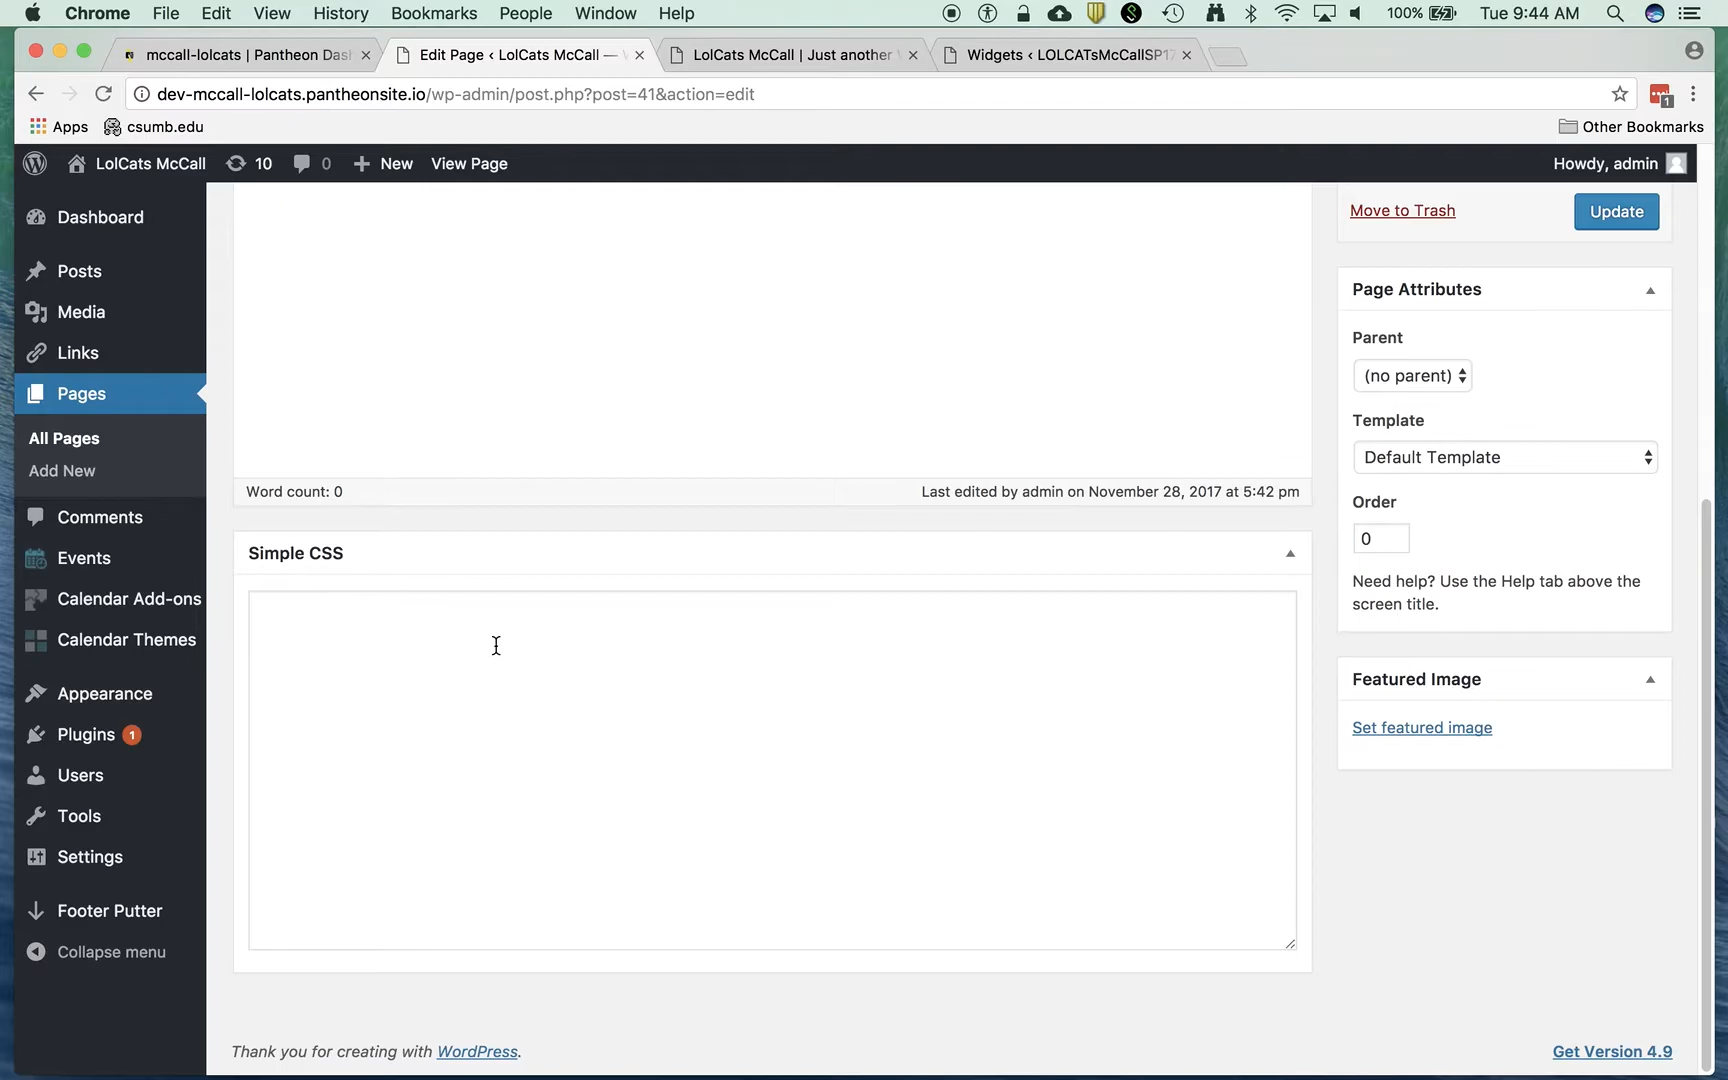 Chrome File Edit View History Bookmarks People Window Help 100% Tue 9:44 AM
mccall-lolcats | Pantheon Das
Edit Page ‹ LolCats McCall —
LolCats McCall | Just another
Widgets ‹ LOLCATsMcCallSP17
dev-mccall-lolcats.pantheonsite.io/wp-admin/post.php?post=41&action=edit
1
Apps csumb.edu Other Bookmarks
LolCats McCall 10 0 New View Page Howdy, admin
Dashboard
Posts
Media
Links
Pages
All Pages
Add New
Comments
Events
Calendar Add-ons
Calendar Themes
Appearance
Plugins 1
Users
Tools
Settings
Footer Putter
Collapse menu
Word count: 0 Last edited by admin on November 28, 2017 at 5:42 pm
Simple CSS
Thank you for creating with WordPress.
Move to Trash Update
Page Attributes
Parent
(no parent)
Template
Default Template
Order
0
Need help? Use the Help tab above the
screen title.
Featured Image
Set featured image
Get Version 4.9